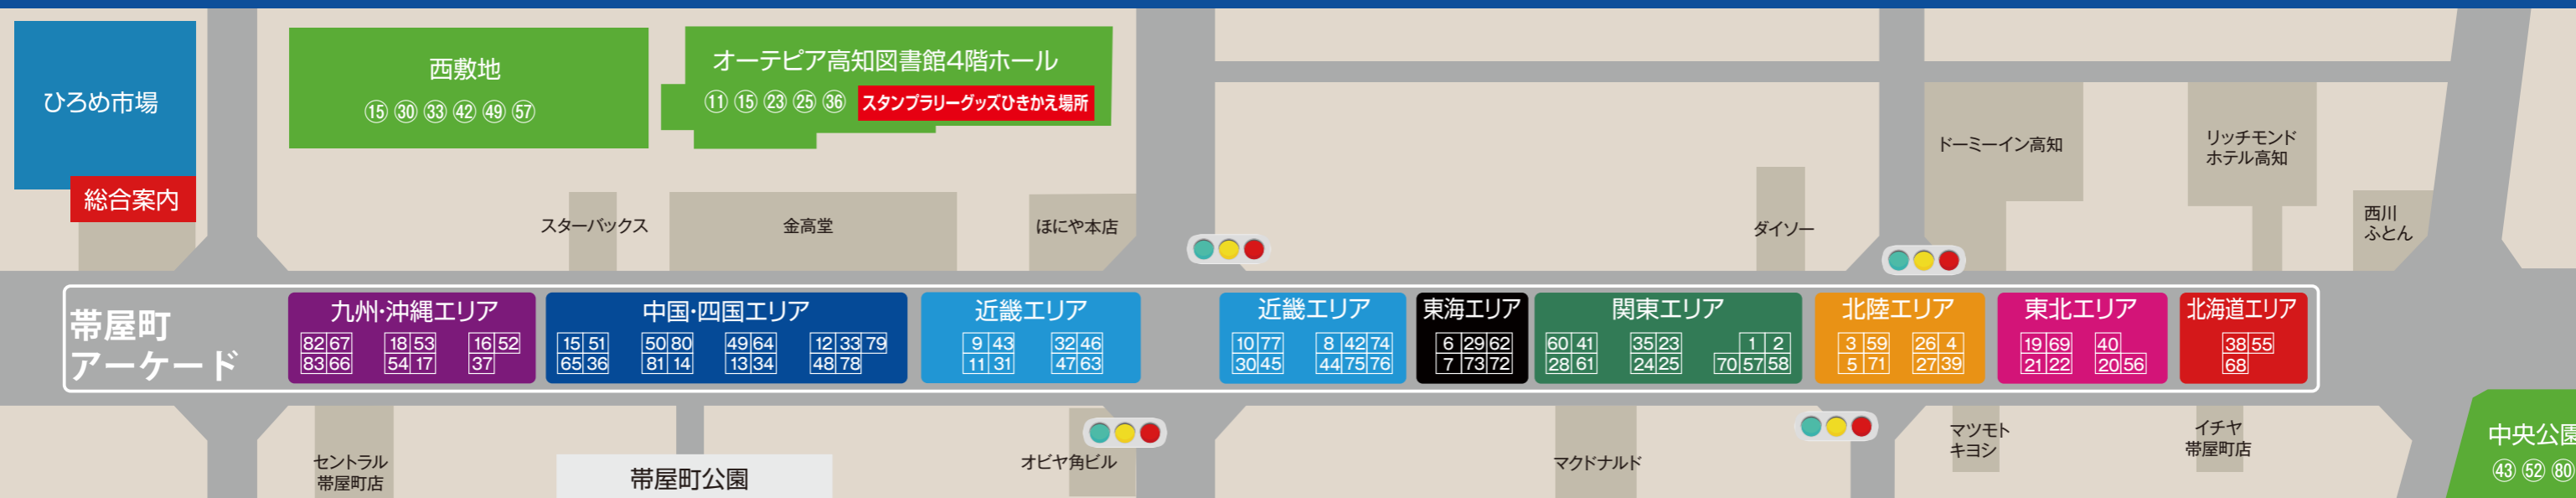 ひろめ市場
総合案内
西敷地
⑮ ㉚ ㉝ ㊷ ㊾ 57
オーテピア高知図書館4階ホール
⑪ ⑮ ㉓ ㉕ ㊱ スタンプラリーグッズひきかえ場所
スターバックス
金高堂
ほにや本店
ダイソー
ドーミーイン高知
リッチモンド
ホテル高知
西川
ふとん
帯屋町
アーケード
九州・沖縄エリア
82 67 18 53 16 52
83 66 54 17 37
中国・四国エリア
15 51 50 80 49 64 12 33 79
65 36 81 14 13 34 48 78
近畿エリア
9 43 32 46
11 31 47 63
近畿エリア
10 77 8 42 74
30 45 44 75 76
東海エリア
6 29 62
7 73 72
関東エリア
60 41 35 23 1 2
28 61 24 25 70 57 58
北陸エリア
3 59 26 4
5 71 27 39
東北エリア
19 69 40
21 22 20 56
北海道エリア
38 55
68
セントラル
帯屋町店
帯屋町公園
オビヤ角ビル
マクドナルド
マツモト
キヨシ
イチヤ
帯屋町店
中央公園
㊸ 52 80